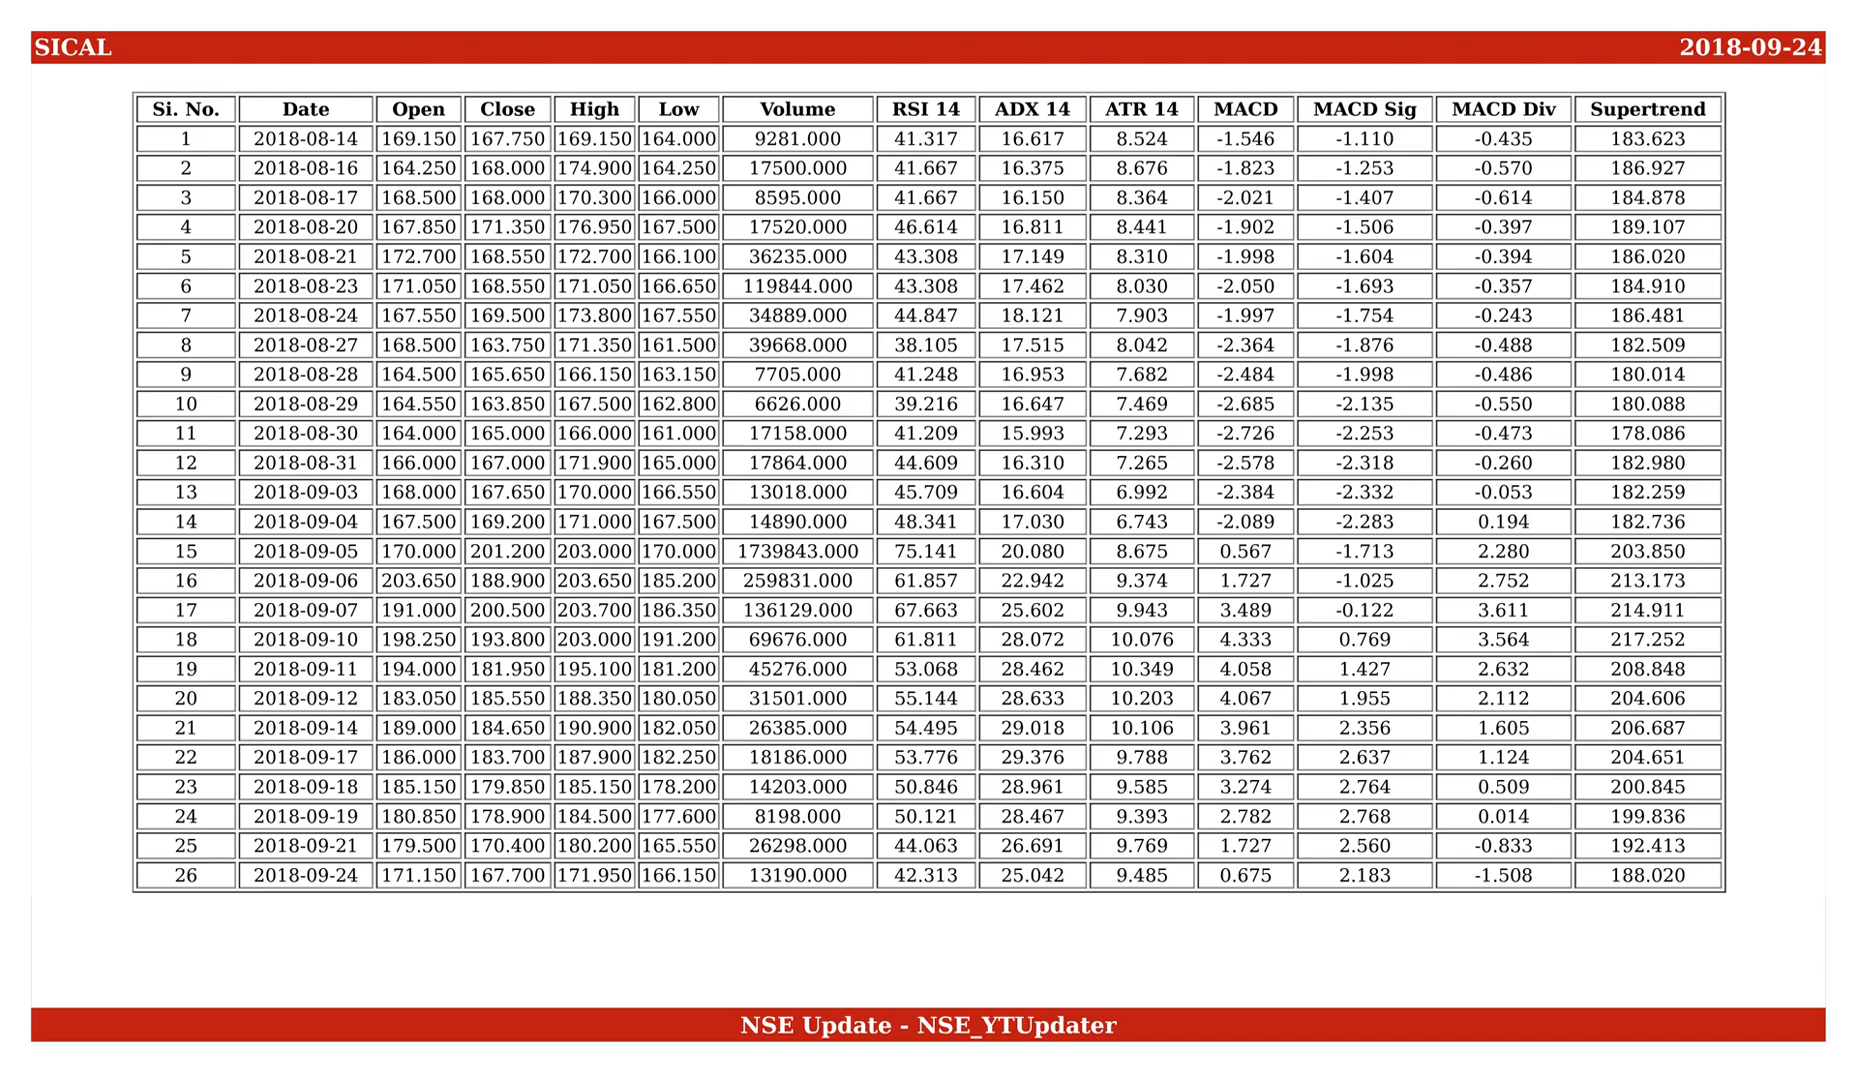 SICAL 2018-09-24
Si. No. Date Open Close High Low Volume RSI 14 ADX 14 ATR 14 MACD MACD Sig MACD Div Supertrend
1 2018-08-14 169.150 167.750 169.150 164.000 9281.000 41.317 16.617 8.524 -1.546 -1.110 -0.435 183.623
2 2018-08-16 164.250 168.000 174.900 164.250 17500.000 41.667 16.375 8.676 -1.823 -1.253 -0.570 186.927
3 2018-08-17 168.500 168.000 170.300 166.000 8595.000 41.667 16.150 8.364 -2.021 -1.407 -0.614 184.878
4 2018-08-20 167.850 171.350 176.950 167.500 17520.000 46.614 16.811 8.441 -1.902 -1.506 -0.397 189.107
5 2018-08-21 172.700 168.550 172.700 166.100 36235.000 43.308 17.149 8.310 -1.998 -1.604 -0.394 186.020
6 2018-08-23 171.050 168.550 171.050 166.650 119844.000 43.308 17.462 8.030 -2.050 -1.693 -0.357 184.910
7 2018-08-24 167.550 169.500 173.800 167.550 34889.000 44.847 18.121 7.903 -1.997 -1.754 -0.243 186.481
8 2018-08-27 168.500 163.750 171.350 161.500 39668.000 38.105 17.515 8.042 -2.364 -1.876 -0.488 182.509
9 2018-08-28 164.500 165.650 166.150 163.150 7705.000 41.248 16.953 7.682 -2.484 -1.998 -0.486 180.014
10 2018-08-29 164.550 163.850 167.500 162.800 6626.000 39.216 16.647 7.469 -2.685 -2.135 -0.550 180.088
11 2018-08-30 164.000 165.000 166.000 161.000 17158.000 41.209 15.993 7.293 -2.726 -2.253 -0.473 178.086
12 2018-08-31 166.000 167.000 171.900 165.000 17864.000 44.609 16.310 7.265 -2.578 -2.318 -0.260 182.980
13 2018-09-03 168.000 167.650 170.000 166.550 13018.000 45.709 16.604 6.992 -2.384 -2.332 -0.053 182.259
14 2018-09-04 167.500 169.200 171.000 167.500 14890.000 48.341 17.030 6.743 -2.089 -2.283 0.194 182.736
15 2018-09-05 170.000 201.200 203.000 170.000 1739843.000 75.141 20.080 8.675 0.567 -1.713 2.280 203.850
16 2018-09-06 203.650 188.900 203.650 185.200 259831.000 61.857 22.942 9.374 1.727 -1.025 2.752 213.173
17 2018-09-07 191.000 200.500 203.700 186.350 136129.000 67.663 25.602 9.943 3.489 -0.122 3.611 214.911
18 2018-09-10 198.250 193.800 203.000 191.200 69676.000 61.811 28.072 10.076 4.333 0.769 3.564 217.252
19 2018-09-11 194.000 181.950 195.100 181.200 45276.000 53.068 28.462 10.349 4.058 1.427 2.632 208.848
20 2018-09-12 183.050 185.550 188.350 180.050 31501.000 55.144 28.633 10.203 4.067 1.955 2.112 204.606
21 2018-09-14 189.000 184.650 190.900 182.050 26385.000 54.495 29.018 10.106 3.961 2.356 1.605 206.687
22 2018-09-17 186.000 183.700 187.900 182.250 18186.000 53.776 29.376 9.788 3.762 2.637 1.124 204.651
23 2018-09-18 185.150 179.850 185.150 178.200 14203.000 50.846 28.961 9.585 3.274 2.764 0.509 200.845
24 2018-09-19 180.850 178.900 184.500 177.600 8198.000 50.121 28.467 9.393 2.782 2.768 0.014 199.836
25 2018-09-21 179.500 170.400 180.200 165.550 26298.000 44.063 26.691 9.769 1.727 2.560 -0.833 192.413
26 2018-09-24 171.150 167.700 171.950 166.150 13190.000 42.313 25.042 9.485 0.675 2.183 -1.508 188.020
NSE Update - NSE_YTUpdater